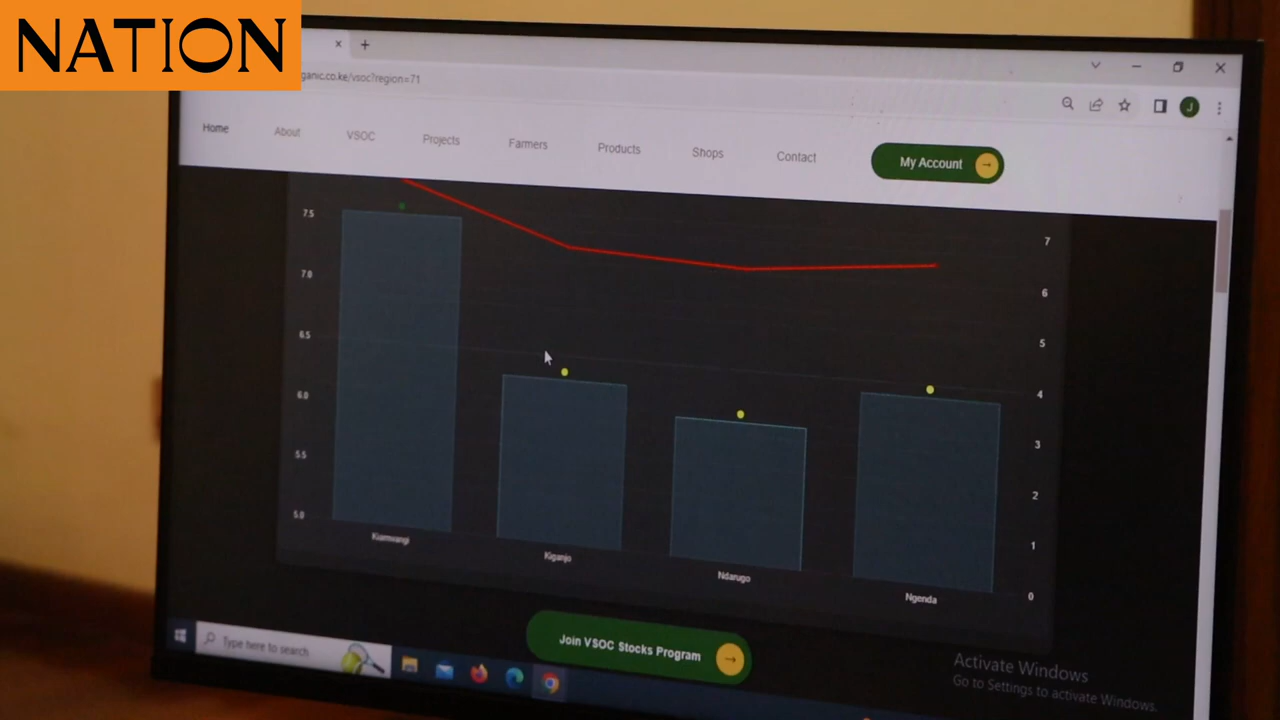 NATION
ganic.co.ke/vsoc?region=71
J
Home About VSOC Projects Farmers Products Shops Contact My Account
7.5
7.0
6.5
6.0
5.5
5.0
7
6
5
4
3
2
1
0
Kiamwangi
Kiganjo
Ndarugo
Ngenda
Join VSOC Stocks Program
Activate Windows
Go to Settings to activate Windows.
Type here to search